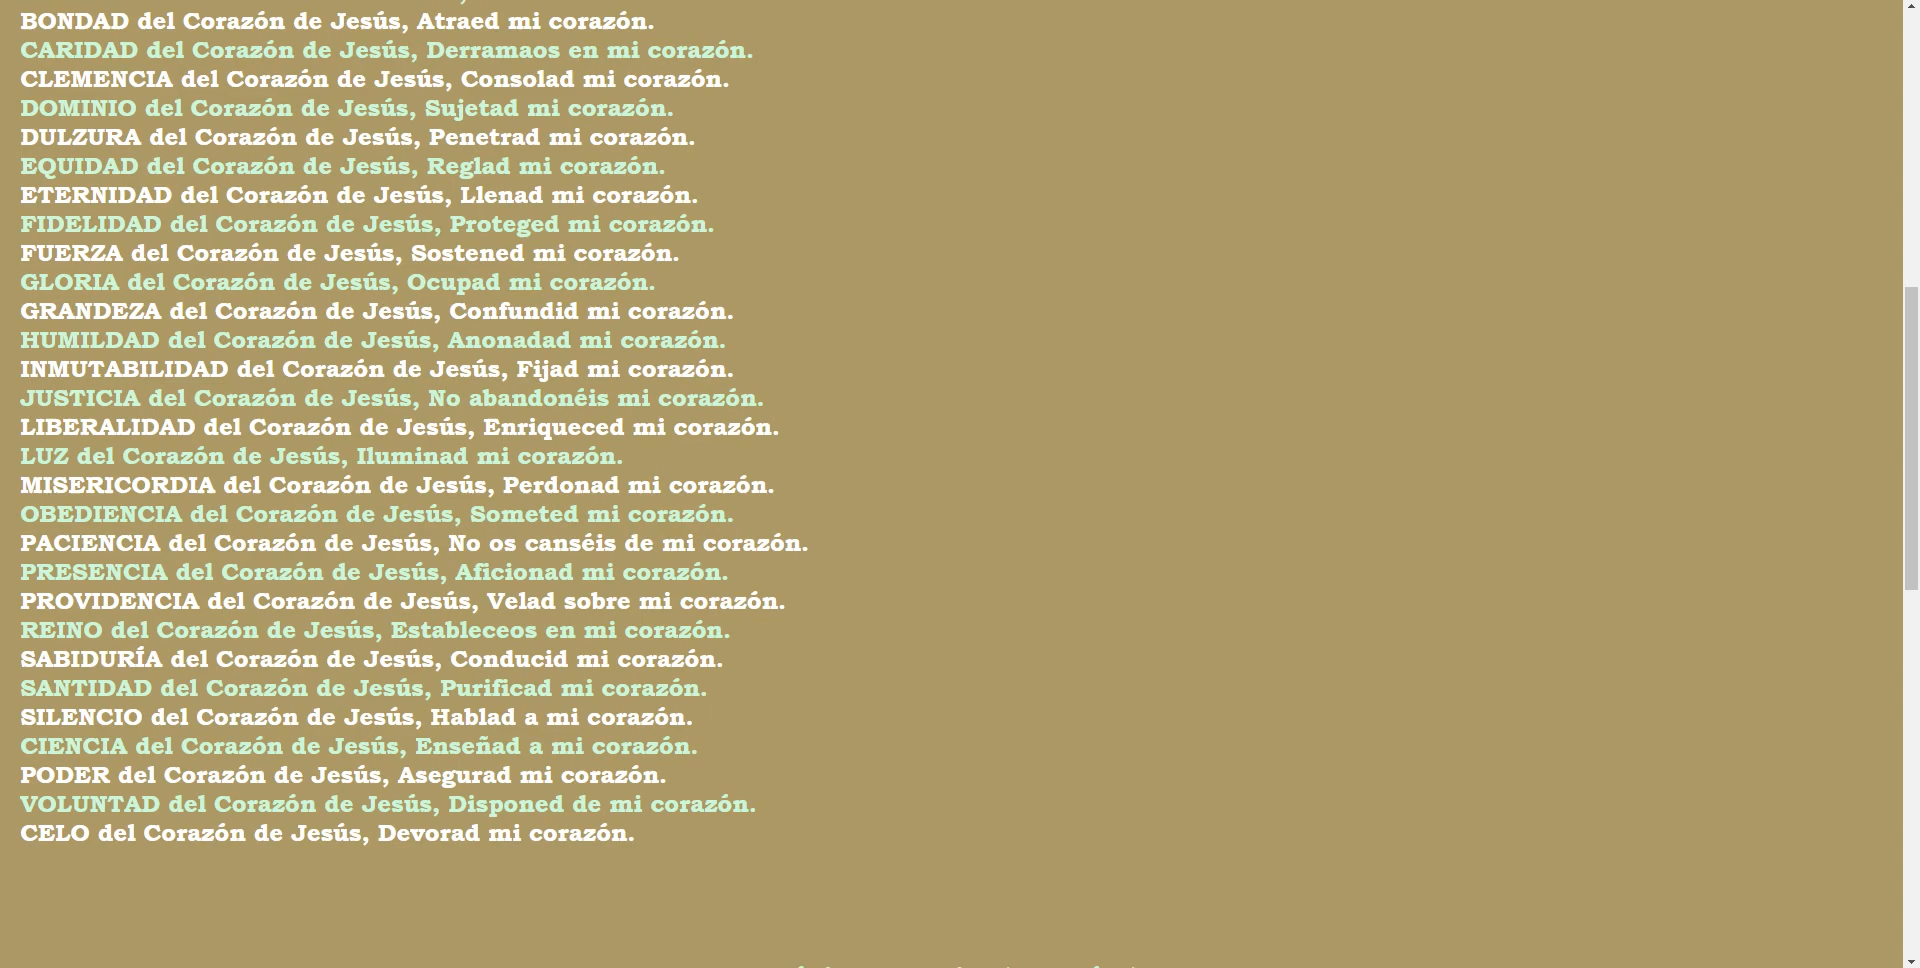 BONDAD del Corazón de Jesús, Atraed mi corazón.
CARIDAD del Corazón de Jesús, Derramaos en mi corazón.
CLEMENCIA del Corazón de Jesús, Consolad mi corazón.
DOMINIO del Corazón de Jesús, Sujetad mi corazón.
DULZURA del Corazón de Jesús, Penetrad mi corazón.
EQUIDAD del Corazón de Jesús, Reglad mi corazón.
ETERNIDAD del Corazón de Jesús, Llenad mi corazón.
FIDELIDAD del Corazón de Jesús, Proteged mi corazón.
FUERZA del Corazón de Jesús, Sostened mi corazón.
GLORIA del Corazón de Jesús, Ocupad mi corazón.
GRANDEZA del Corazón de Jesús, Confundid mi corazón.
HUMILDAD del Corazón de Jesús, Anonadad mi corazón.
INMUTABILIDAD del Corazón de Jesús, Fijad mi corazón.
JUSTICIA del Corazón de Jesús, No abandonéis mi corazón.
LIBERALIDAD del Corazón de Jesús, Enriqueced mi corazón.
LUZ del Corazón de Jesús, Iluminad mi corazón.
MISERICORDIA del Corazón de Jesús, Perdonad mi corazón.
OBEDIENCIA del Corazón de Jesús, Someted mi corazón.
PACIENCIA del Corazón de Jesús, No os canséis de mi corazón.
PRESENCIA del Corazón de Jesús, Aficionad mi corazón.
PROVIDENCIA del Corazón de Jesús, Velad sobre mi corazón.
REINO del Corazón de Jesús, Estableceos en mi corazón.
SABIDURÍA del Corazón de Jesús, Conducid mi corazón.
SANTIDAD del Corazón de Jesús, Purificad mi corazón.
SILENCIO del Corazón de Jesús, Hablad a mi corazón.
CIENCIA del Corazón de Jesús, Enseñad a mi corazón.
PODER del Corazón de Jesús, Asegurad mi corazón.
VOLUNTAD del Corazón de Jesús, Disponed de mi corazón.
CELO del Corazón de Jesús, Devorad mi corazón.